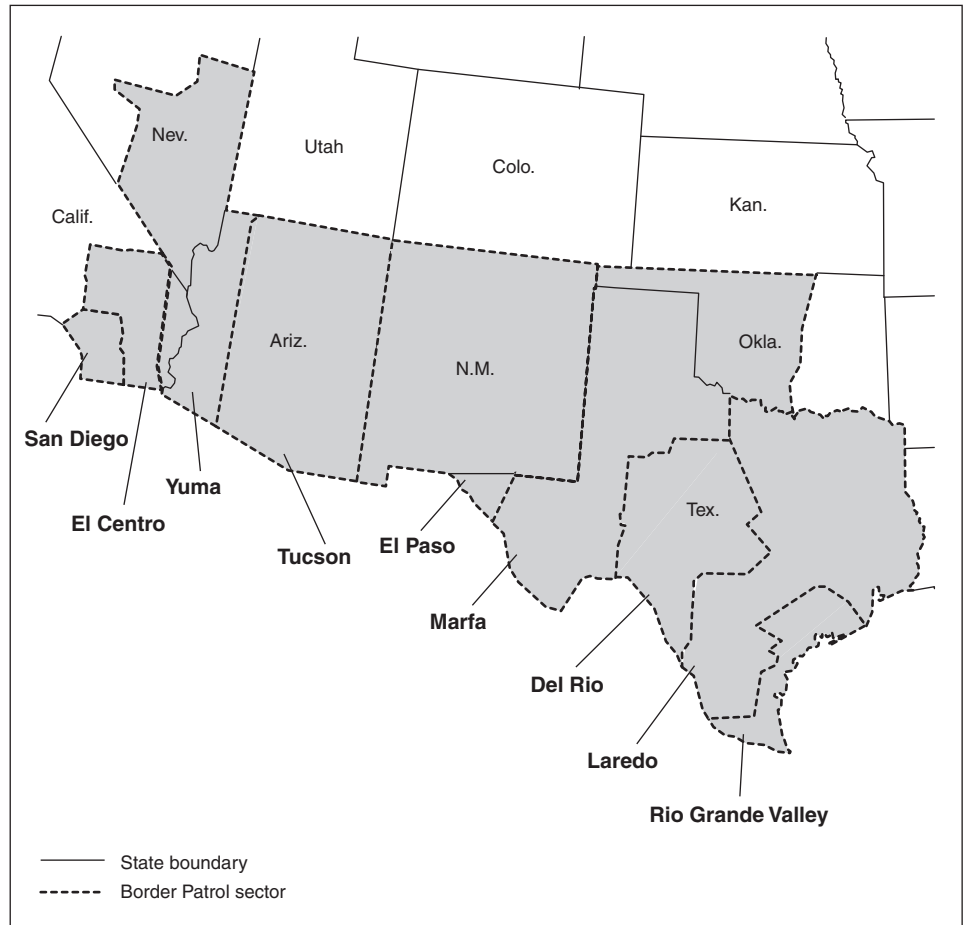 Nev.
Utah
Colo.
Kan.
Calif.
Ariz.
N.M.
Okla.
Tex.
San Diego
Yuma
El Centro
Tucson
El Paso
Marfa
Del Rio
Laredo
Rio Grande Valley
State boundary
Border Patrol sector